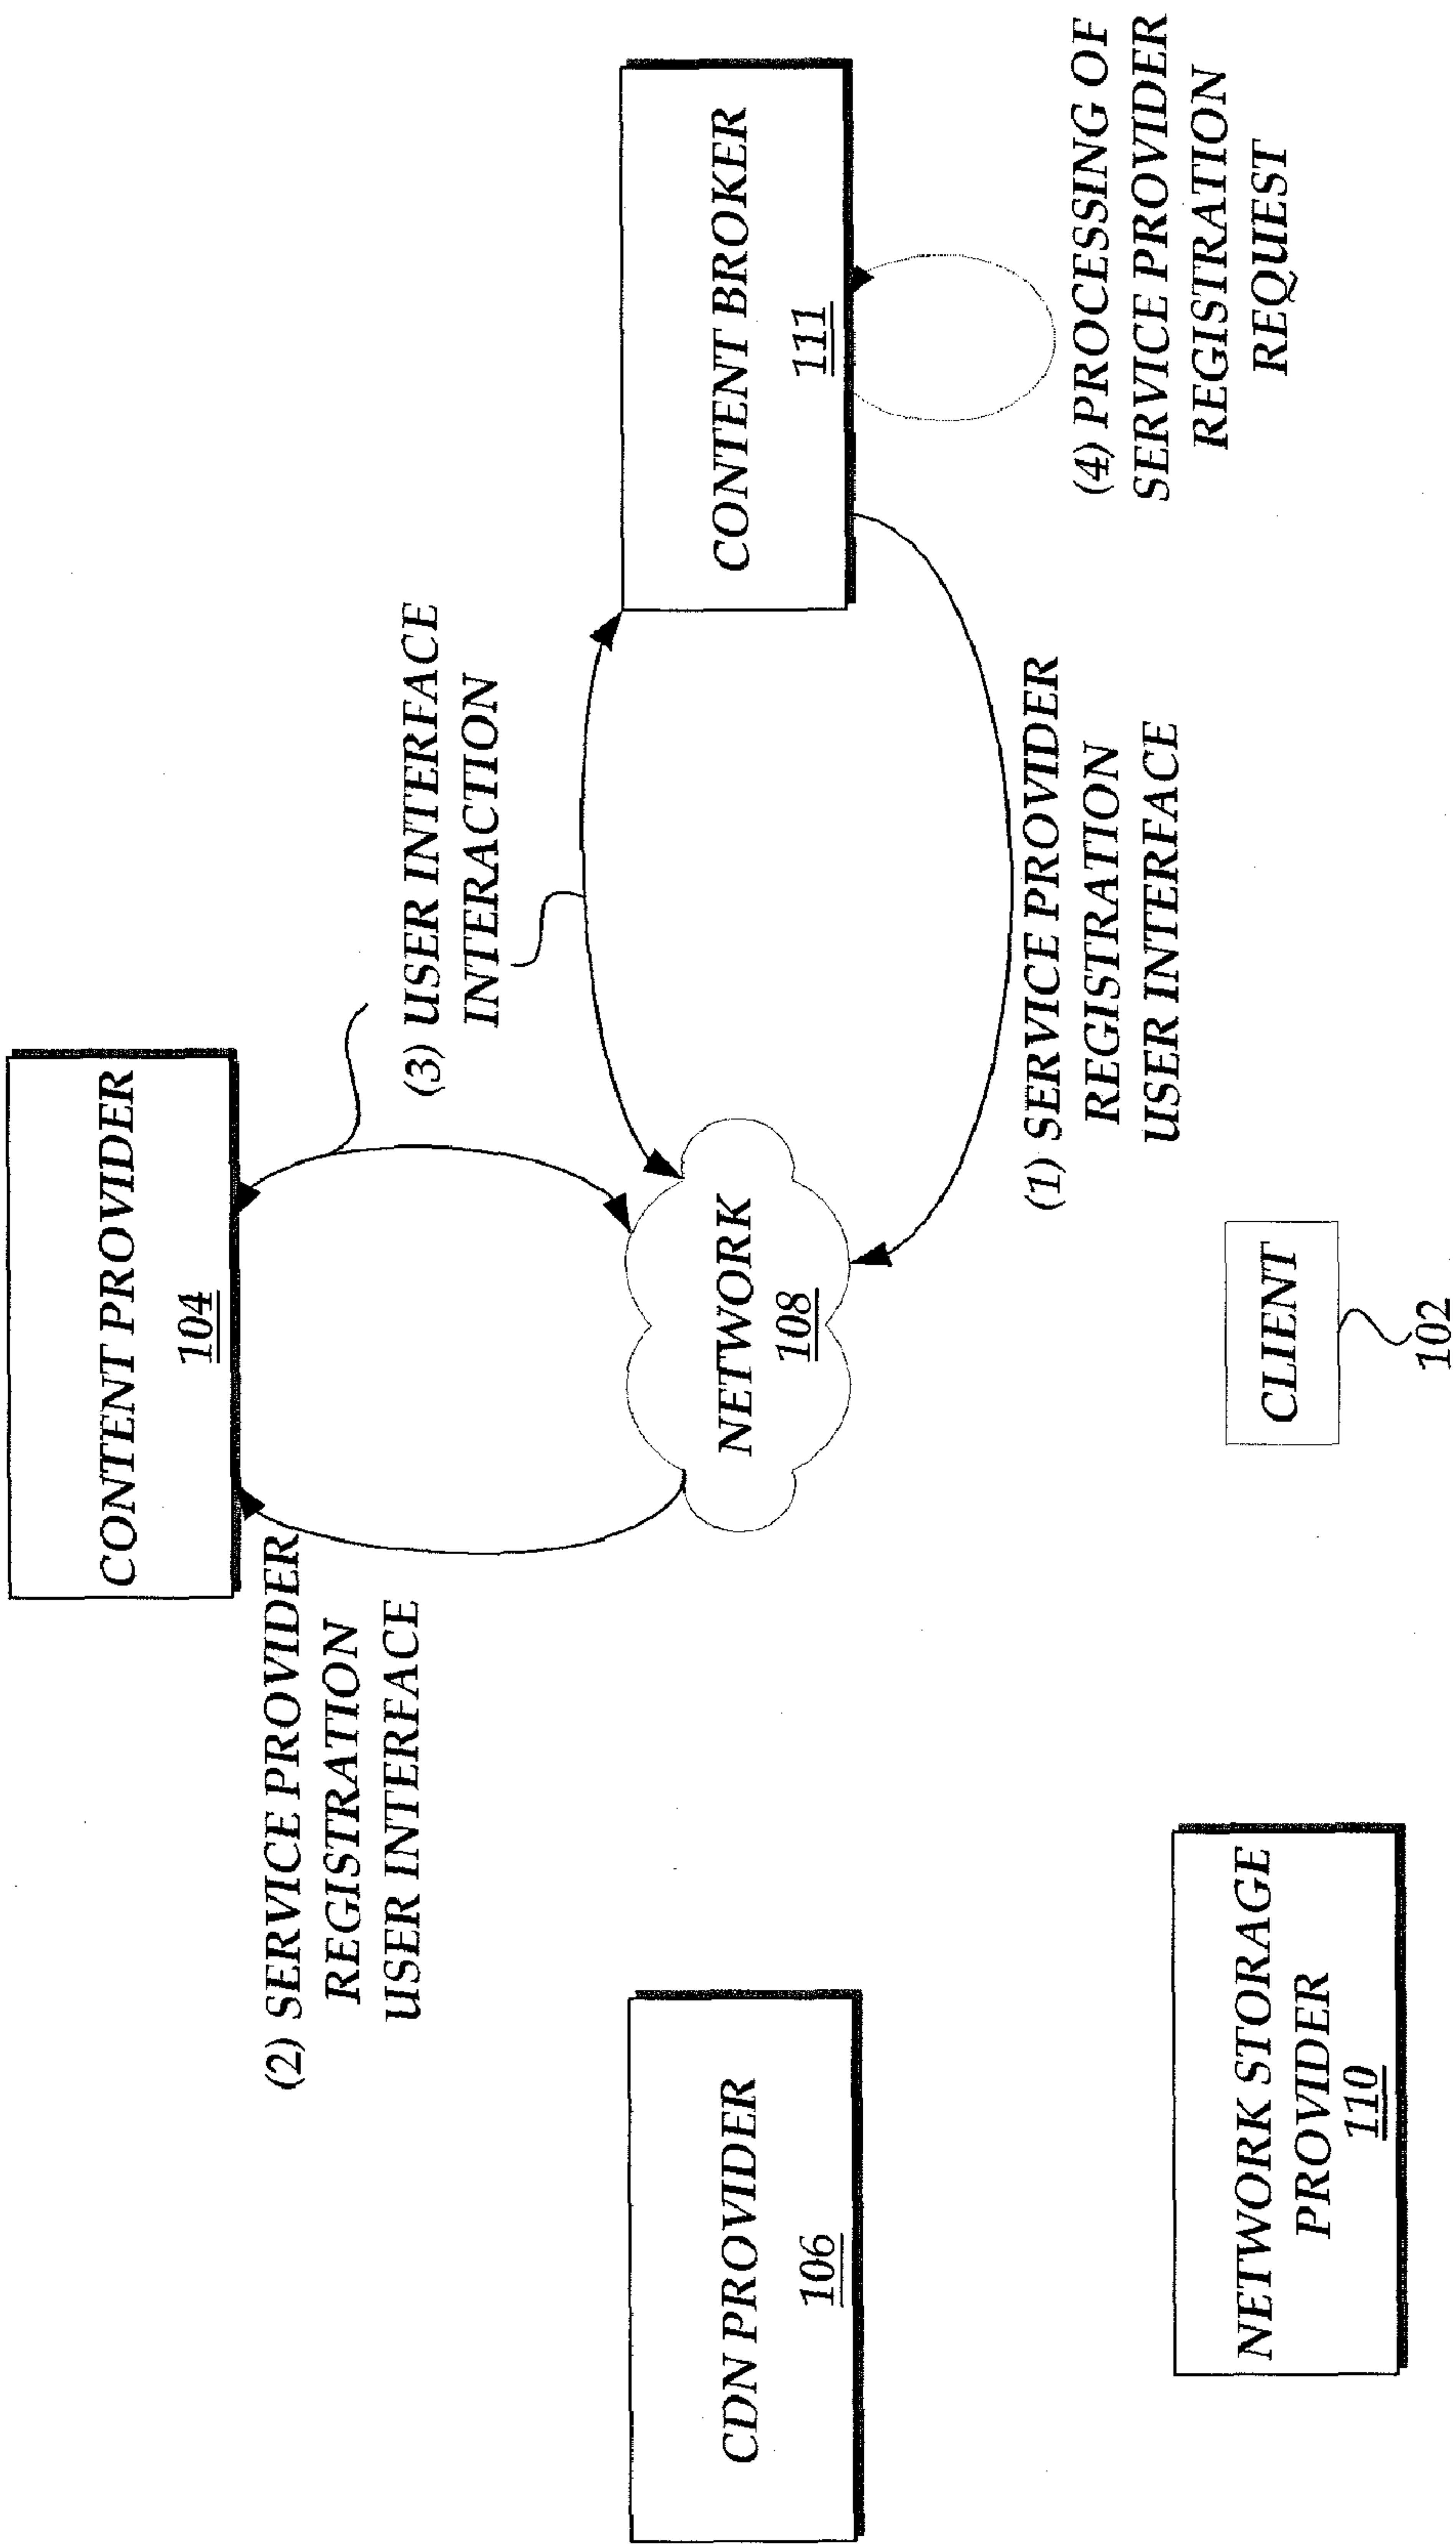 CONTENT PROVIDER
104
(2) SERVICE PROVIDER
REGISTRATION
USER INTERFACE
(3) USER INTERFACE
INTERACTION
CDN PROVIDER
106
NETWORK
108
CONTENT BROKER
111
(1) SERVICE PROVIDER
REGISTRATION
USER INTERFACE
(4) PROCESSING OF
SERVICE PROVIDER
REGISTRATION
REQUEST
NETWORK STORAGE
PROVIDER
110
CLIENT
102